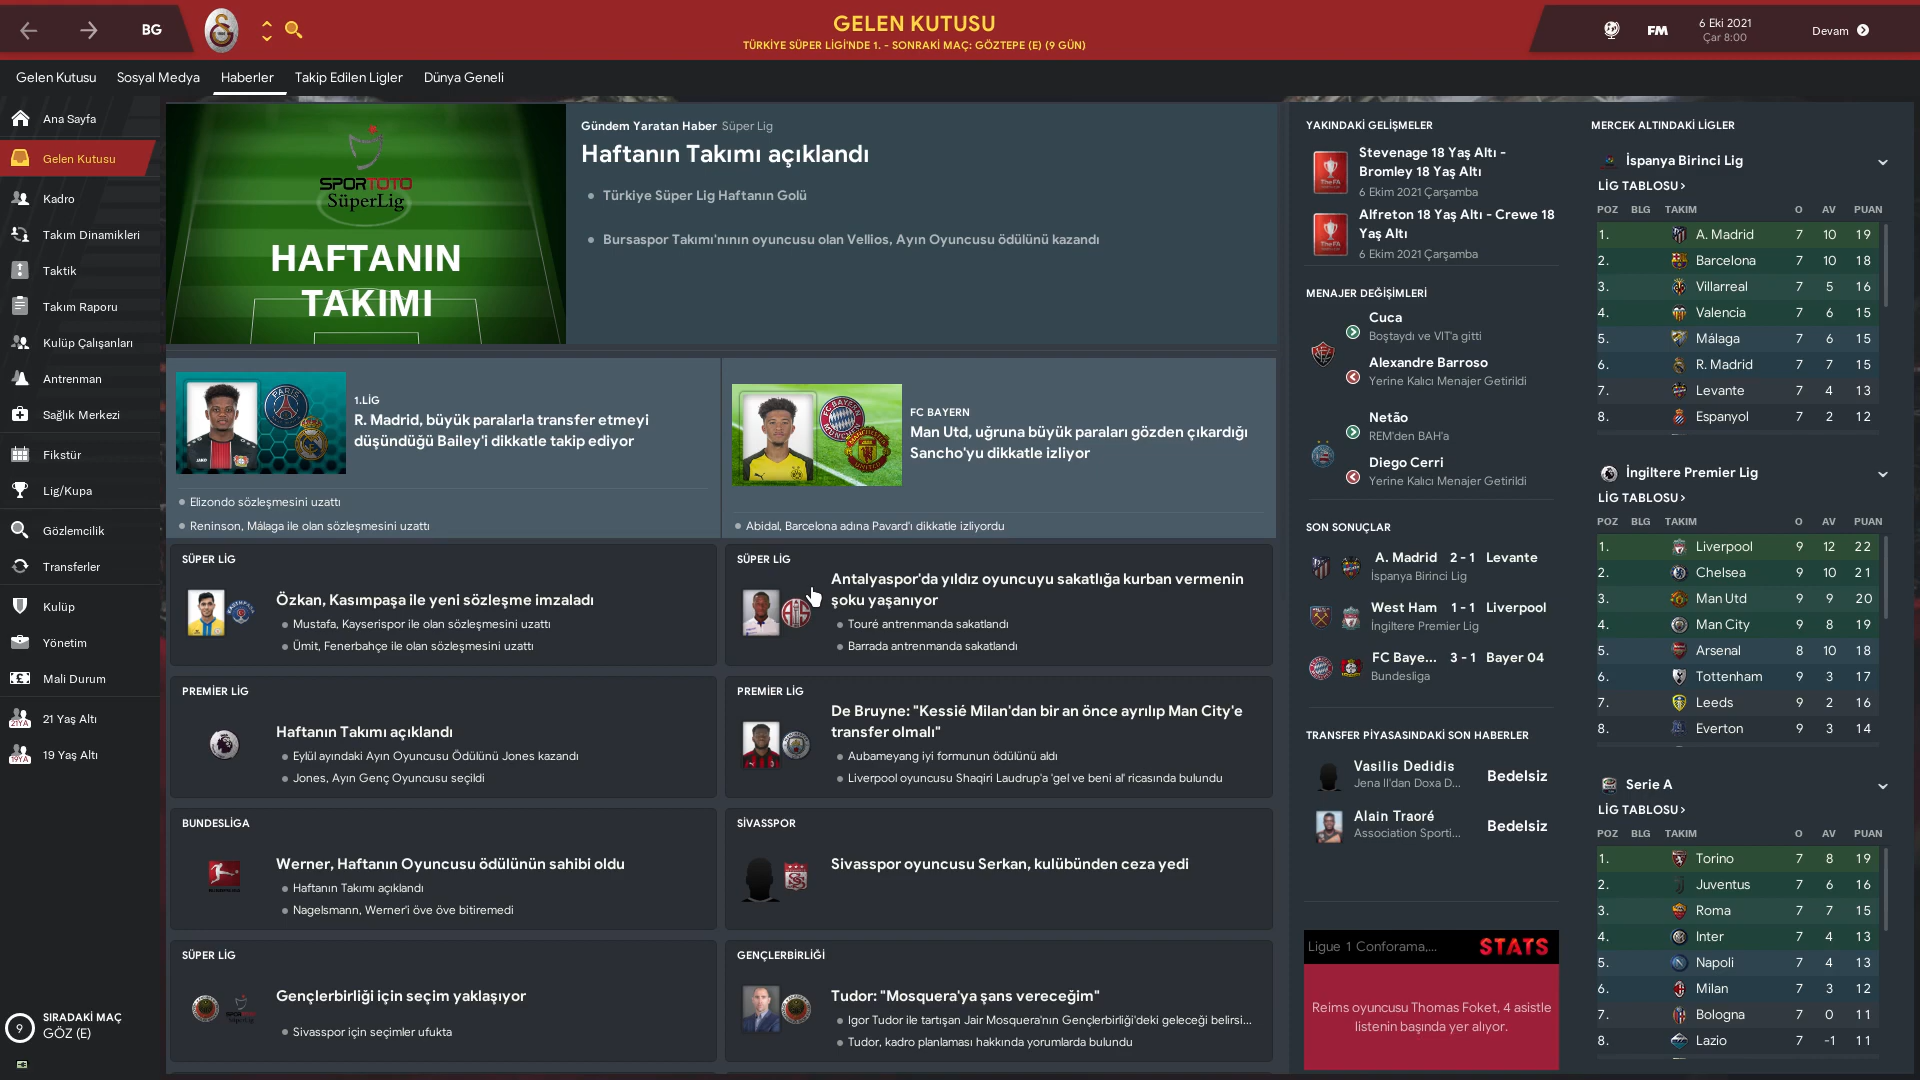 BG
GELEN KUTUSU
TÜRKİYE SÜPER LİGİ'NDE 1. - SONRAKİ MAÇ: GÖZTEPE (E) (9 GÜN)
FM
6 Eki 2021
Çar 8:00
Devam
Gelen Kutusu
Sosyal Medya
Haberler
Takip Edilen Ligler
Dünya Geneli
Ana Sayfa
Gelen Kutusu
Kadro
Takım Dinamikleri
Taktik
Takım Raporu
Kulüp Çalışanları
Antrenman
Sağlık Merkezi
Fikstür
Lig/Kupa
Gözlemcilik
Transferler
Kulüp
Yönetim
Mali Durum
21YA
21 Yaş Altı
19YA
19 Yaş Altı
9
SIRADAKİ MAÇ
GÖZ (E)
SPORTOTO
SüperLig
HAFTANIN
TAKIMI
Gündem Yaratan Haber Süper Lig
Haftanın Takımı açıklandı
Türkiye Süper Lig Haftanın Golü
Bursaspor Takımı'nının oyuncusu olan Vellios, Ayın Oyuncusu ödülünü kazandı
1.LİG
R. Madrid, büyük paralarla transfer etmeyi
düşündüğü Bailey'i dikkatle takip ediyor
Elizondo sözleşmesini uzattı
Reninson, Málaga ile olan sözleşmesini uzattı
FC BAYERN
Man Utd, uğruna büyük paraları gözden çıkardığı
Sancho'yu dikkatle izliyor
Abidal, Barcelona adına Pavard'ı dikkatle izliyordu
SÜPER LİG
Özkan, Kasımpaşa ile yeni sözleşme imzaladı
Mustafa, Kayserispor ile olan sözleşmesini uzattı
Ümit, Fenerbahçe ile olan sözleşmesini uzattı
SÜPER LİG
Antalyaspor'da yıldız oyuncuyu sakatlığa kurban vermenin
şoku yaşanıyor
Touré antrenmanda sakatlandı
Barrada antrenmanda sakatlandı
PREMİER LİG
Haftanın Takımı açıklandı
Eylül ayındaki Ayın Oyuncusu Ödülünü Jones kazandı
Jones, Ayın Genç Oyuncusu seçildi
PREMİER LİG
De Bruyne: "Kessié Milan'dan bir an önce ayrılıp Man City'e
transfer olmalı"
Aubameyang iyi formunun ödülünü aldı
Liverpool oyuncusu Shaqiri Laudrup'a 'gel ve beni al' ricasında bulundu
BUNDESLİGA
Werner, Haftanın Oyuncusu ödülünün sahibi oldu
Haftanın Takımı açıklandı
Nagelsmann, Werner'i öve öve bitiremedi
SİVASSPOR
Sivasspor oyuncusu Serkan, kulübünden ceza yedi
SÜPER LİG
Gençlerbirliği için seçim yaklaşıyor
Sivasspor için seçimler ufukta
GENÇLERBİRLİĞİ
Tudor: "Mosquera'ya şans vereceğim"
Igor Tudor ile tartışan Jair Mosquera'nın Gençlerbirliği'deki geleceği belirsi...
Tudor, kadro planlaması hakkında yorumlarda bulundu
YAKINDAKİ GELİŞMELER
Stevenage 18 Yaş Altı -
Bromley 18 Yaş Altı
6 Ekim 2021 Çarşamba
Alfreton 18 Yaş Altı - Crewe 18
Yaş Altı
6 Ekim 2021 Çarşamba
MENAJER DEĞİŞİMLERİ
Cuca
Boştaydı ve VIT'a gitti
Alexandre Barroso
Yerine Kalıcı Menajer Getirildi
Netão
REM'den BAH'a
Diego Cerri
Yerine Kalıcı Menajer Getirildi
SON SONUÇLAR
A. Madrid 2 - 1 Levante
İspanya Birinci Lig
West Ham 1 - 1 Liverpool
İngiltere Premier Lig
FC Baye... 3 - 1 Bayer 04
Bundesliga
TRANSFER PİYASASINDAKİ SON HABERLER
Vasilis Dedidis
Jena II'dan Doxa D...
Bedelsiz
Alain Traoré
Association Sporti...
Bedelsiz
Ligue 1 Conforama,...
STATS
Reims oyuncusu Thomas Foket, 4 asistle
listenin başında yer alıyor.
MERCEK ALTINDAKİ LİGLER
İspanya Birinci Lig
LİG TABLOSU>
POZ BLG TAKIM O AV PUAN
1. A. Madrid 7 10 19
2. Barcelona 7 10 18
3. Villarreal 7 5 16
4. Valencia 7 6 15
5. Málaga 7 6 15
6. R. Madrid 7 7 15
7. Levante 7 4 13
8. Espanyol 7 2 12
İngiltere Premier Lig
LİG TABLOSU>
POZ BLG TAKIM O AV PUAN
1. Liverpool 9 12 22
2. Chelsea 9 10 21
3. Man Utd 9 9 20
4. Man City 9 8 19
5. Arsenal 8 10 18
6. Tottenham 9 3 17
7. Leeds 9 2 16
8. Everton 9 3 14
Serie A
LİG TABLOSU>
POZ BLG TAKIM O AV PUAN
1. Torino 7 8 19
2. Juventus 7 6 16
3. Roma 7 7 15
4. Inter 7 4 13
5. Napoli 7 4 13
6. Milan 7 3 12
7. Bologna 7 0 11
8. Lazio 7 -1 11